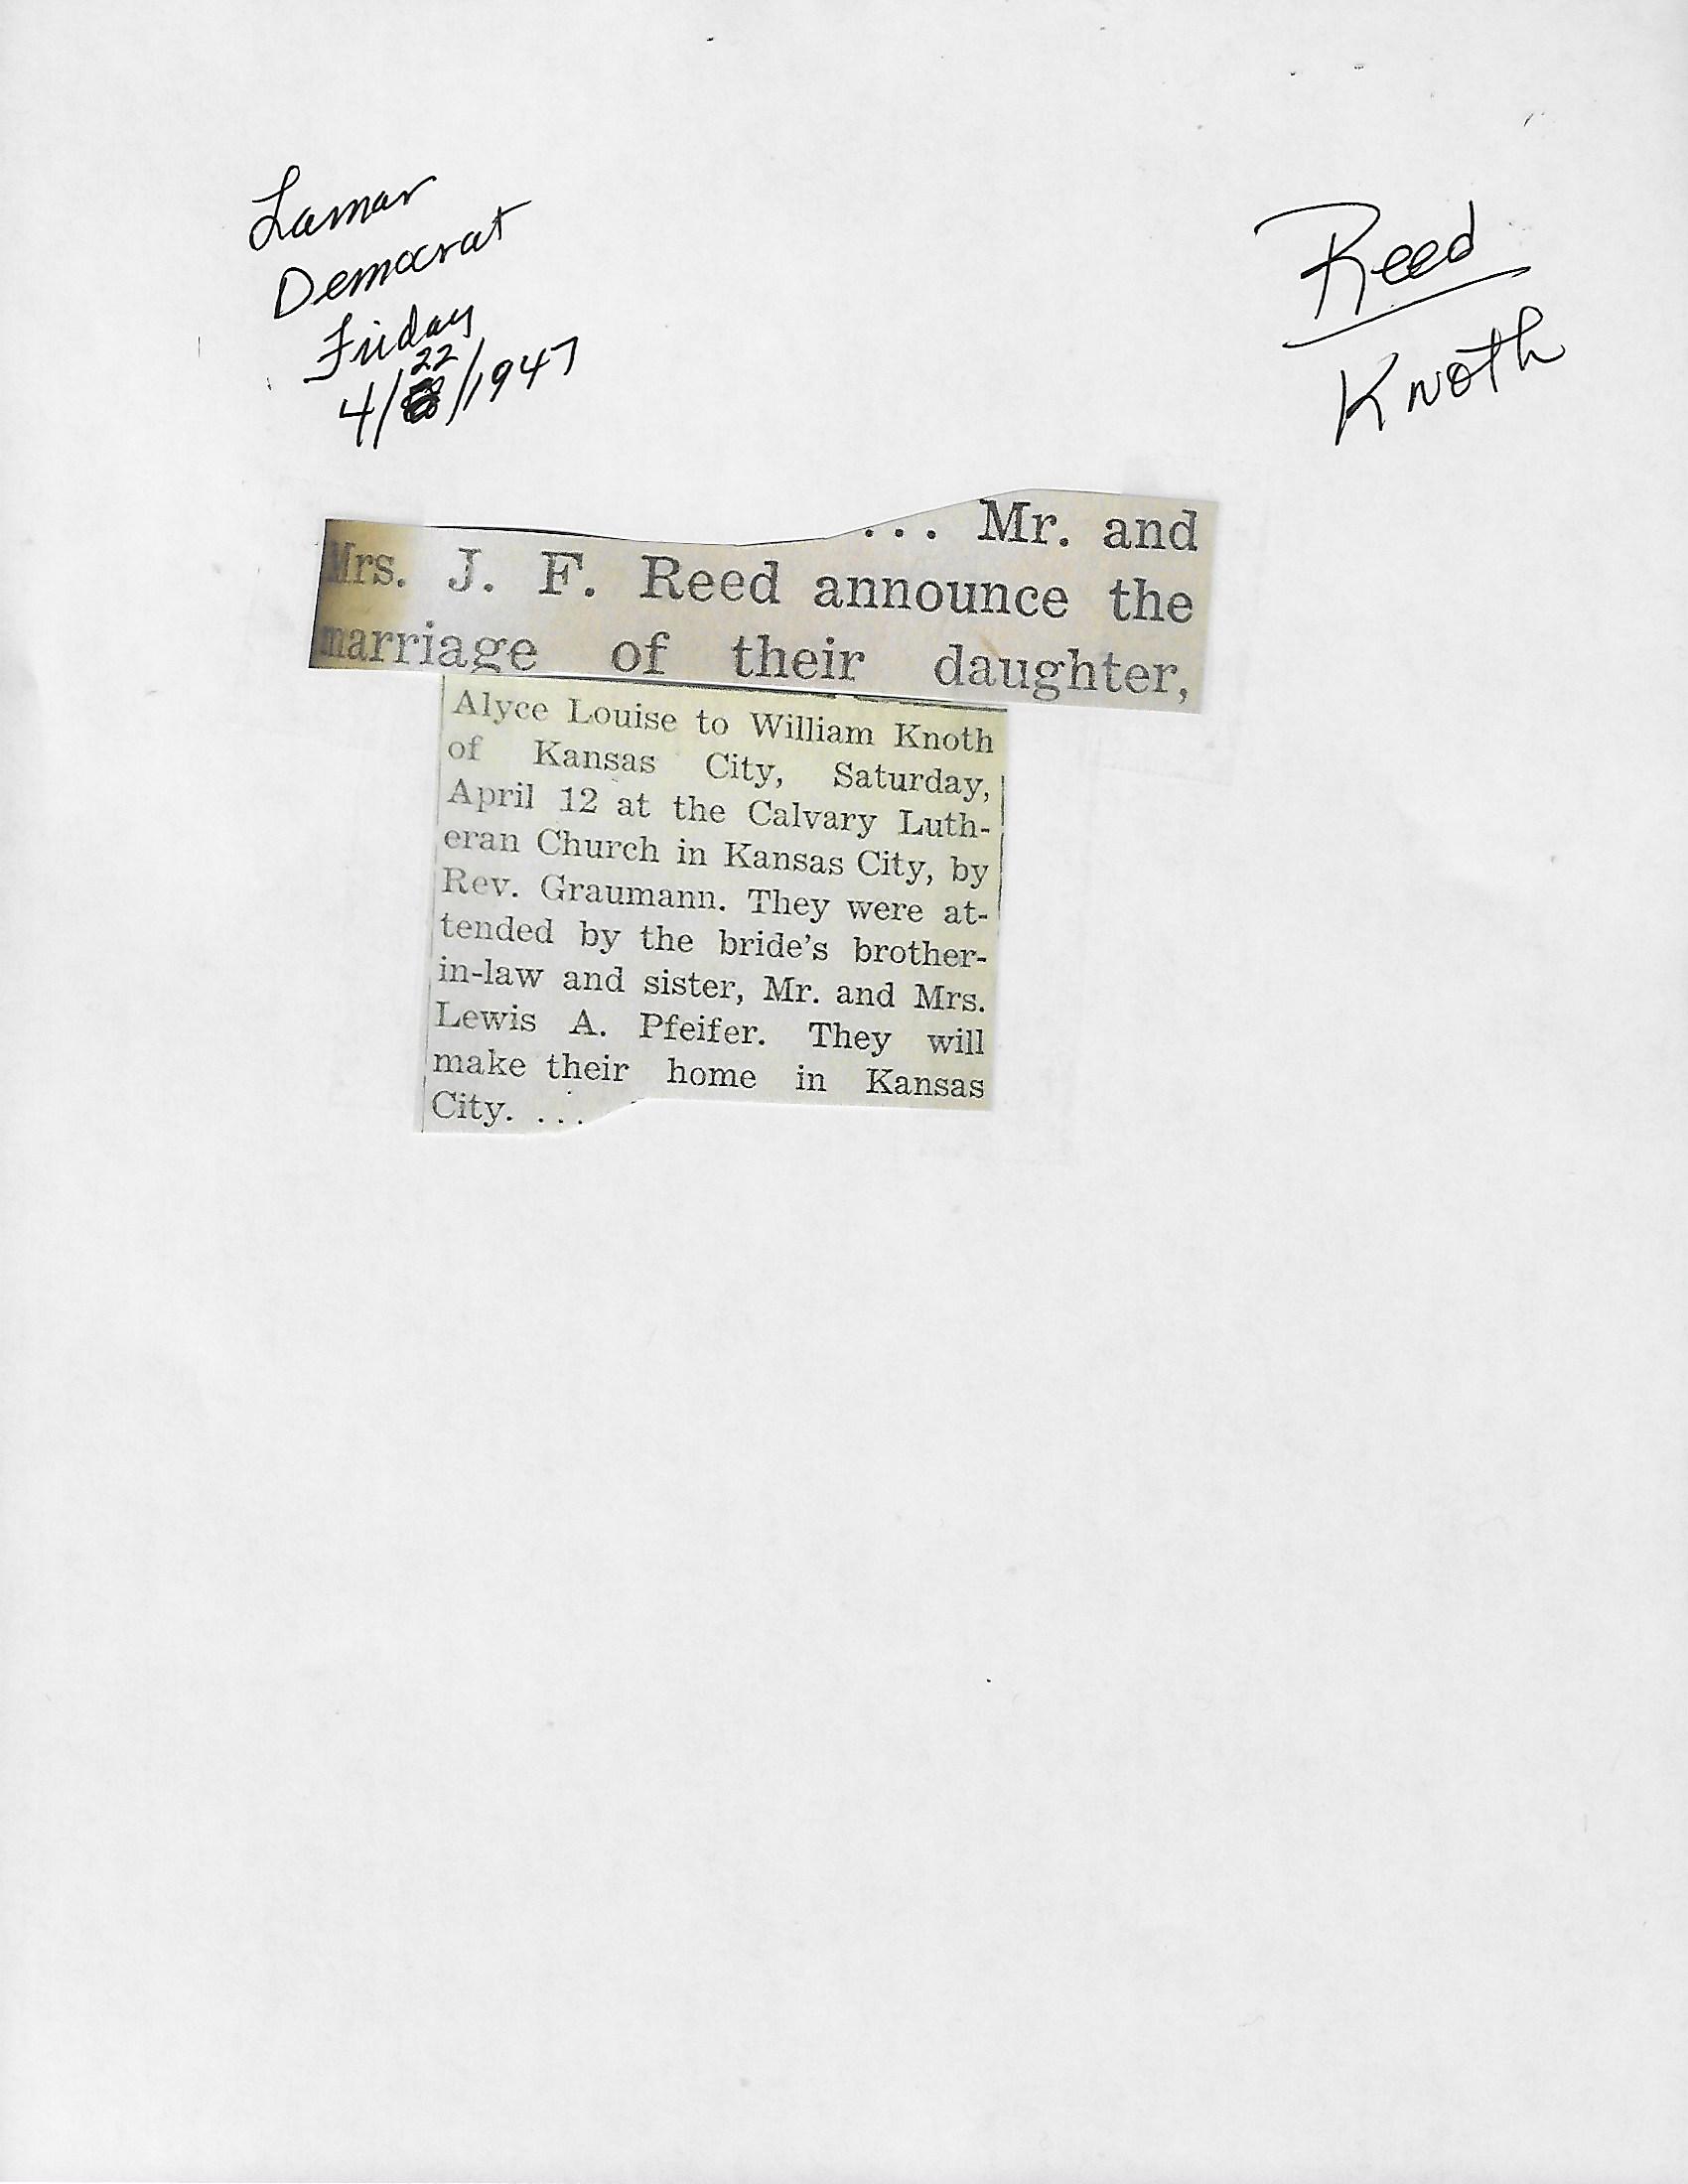 Lamar
Democrat
Friday
22
4/ /1947
Reed
Knoth
... Mr. and
Mrs. J. F. Reed announce the
marriage of their daughter,
Alyce Louise to William Knoth
of Kansas City, Saturday,
April 12 at the Calvary Luth-
eran Church in Kansas City, by
Rev. Graumann. They were at-
tended by the bride's brother-
in-law and sister, Mr. and Mrs.
Lewis A. Pfeifer. They will
make their home in Kansas
City. ...